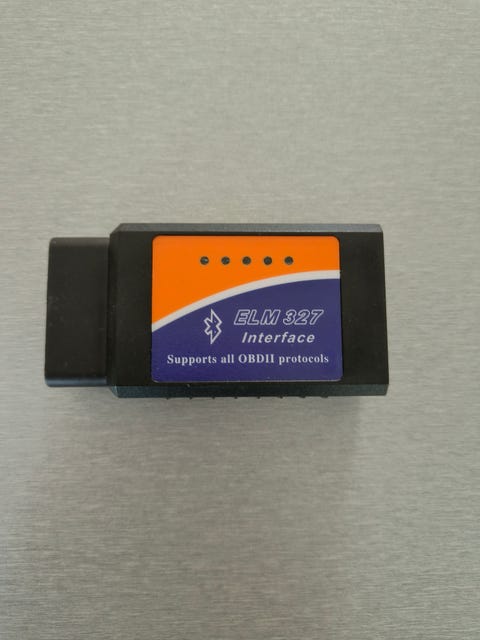 ELM 327
Interface
Supports all OBDII protocols